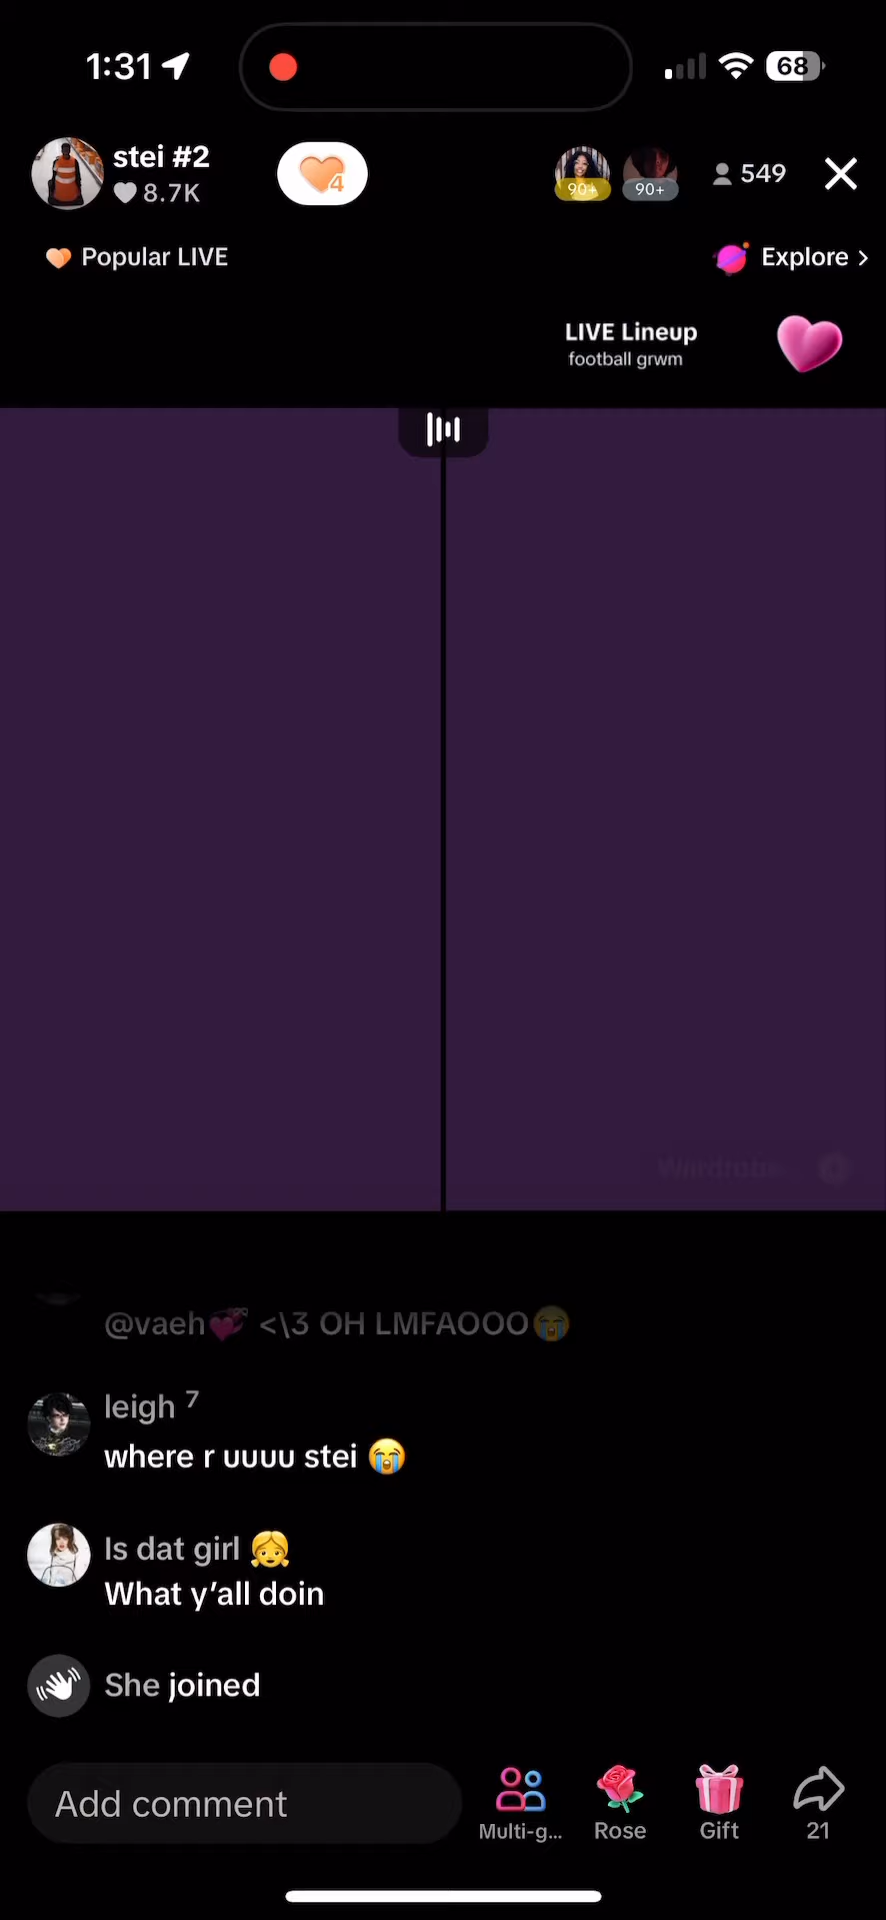 1:31
68
stei #2
8.7K
4
90+
90+
549
Popular LIVE
Explore >
LIVE Lineup
football grwm
@vaeh💞 <\3 OH LMFAOOO😭
leigh 7
where r uuuu stei 😭
Is dat girl 👧
What y’all doin
She joined
Add comment
Multi-g...
Rose
Gift
21